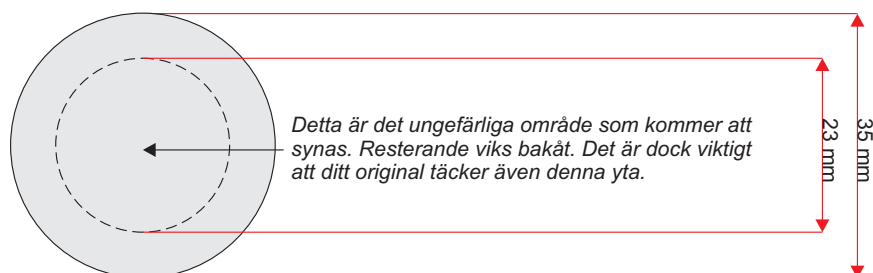 Detta är det ungefärliga område som kommer att
synas. Resterande viks bakåt. Det är dock viktigt
att ditt original täcker även denna yta.
23 mm
35 mm